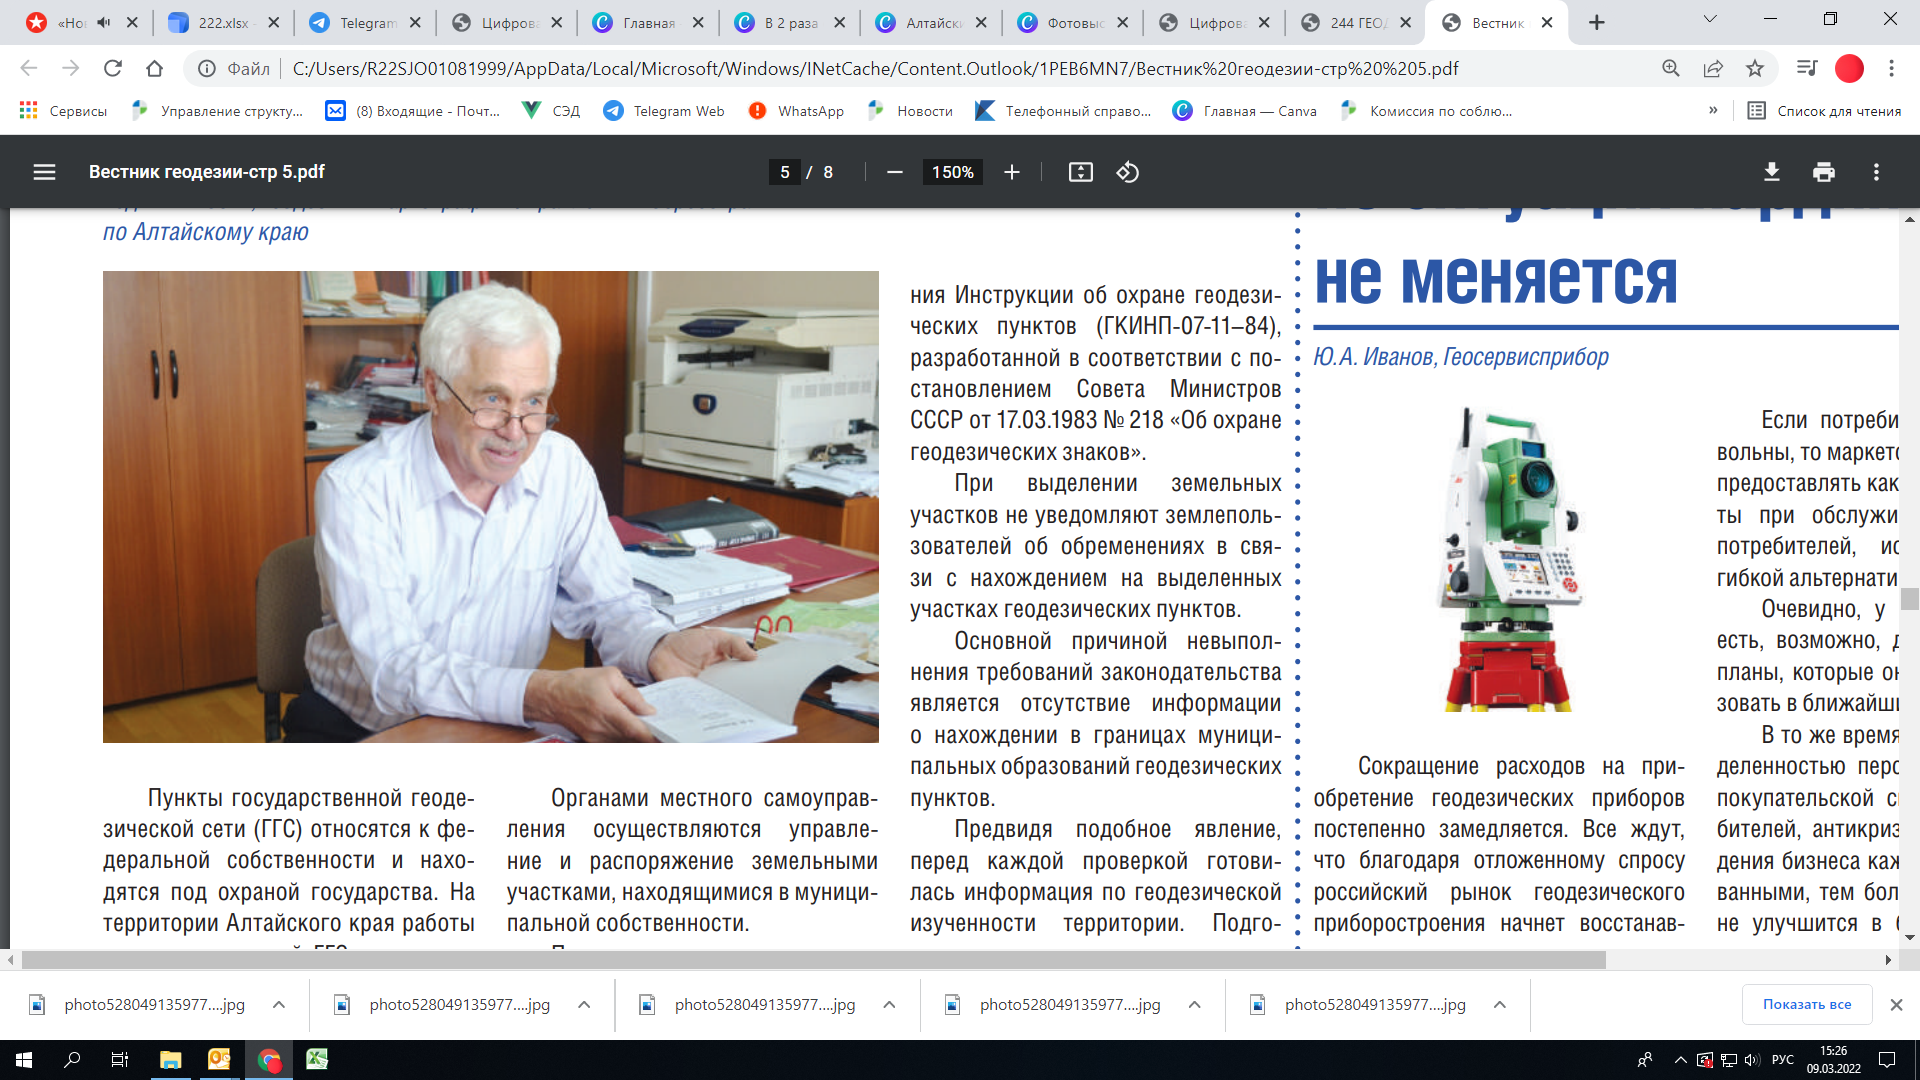 «Нов
222.xlsx -
Telegram
Цифрова
Главная -
В 2 раза
Алтайски
Фотовыс
Цифрова
244 ГЕОД
Вестник
Файл
C:/Users/R22SJO01081999/AppData/Local/Microsoft/Windows/INetCache/Content.Outlook/1PEB6MN7/Вестник%20геодезии-стр%20%205.pdf
Сервисы
Управление структу...
(8) Входящие - Почт...
СЭД
Telegram Web
WhatsApp
Новости
Телефонный справо...
Главная — Canva
Комиссия по соблю...
»
Список для чтения
Вестник геодезии-стр 5.pdf
5 / 8
150%
по Алтайскому краю
Пункты государственной геоде-
зической сети (ГГС) относятся к фе-
деральной собственности и нахо-
дятся под охраной государства. На
территории Алтайского края работы
Органами местного самоуправ-
ления осуществляются управле-
ние и распоряжение земельными
участками, находящимися в муници-
пальной собственности.
ния Инструкции об охране геодези-
ческих пунктов (ГКИНП-07-11–84),
разработанной в соответствии с по-
становлением Совета Министров
СССР от 17.03.1983 № 218 «Об охране
геодезических знаков».
При выделении земельных
участков не уведомляют землеполь-
зователей об обременениях в свя-
зи с нахождением на выделенных
участках геодезических пунктов.
Основной причиной невыпол-
нения требований законодательства
является отсутствие информации
о нахождении в границах муници-
пальных образований геодезических
пунктов.
Предвидя подобное явление,
перед каждой проверкой готови-
лась информация по геодезической
изученности территории. Подго-
не меняется
Ю.А. Иванов, Геосервисприбор
Сокращение расходов на при-
обретение геодезических приборов
постепенно замедляется. Все ждут,
что благодаря отложенному спросу
российский рынок геодезического
приборостроения начнет восстанав-
Если потреби
вольны, то маркето
предоставлять как
ты при обслужи
потребителей, ис
гибкой альтернати
Очевидно, у
есть, возможно, д
планы, которые он
зовать в ближайши
В то же время
деленностью перс
покупательской сп
бителей, антикриз
дения бизнеса каж
ванными, тем бол
не улучшится в б
photo528049135977....jpg
photo528049135977....jpg
photo528049135977....jpg
photo528049135977....jpg
photo528049135977....jpg
Показать все
РУС
15:26
09.03.2022